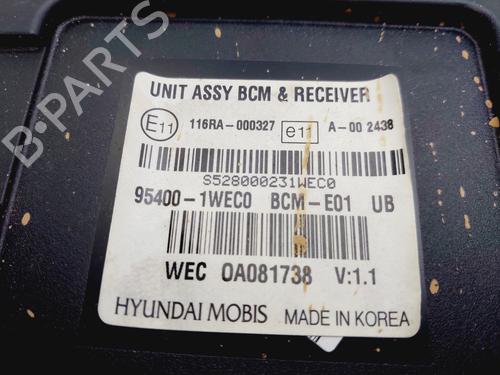 B-PARTS
UNIT ASSY BCM & RECEIVER
E11 116RA-000327 e11 A-00 2438
S528000231WEC0
95400-1WEC0 BCM-E01 UB
WEC 0A081738 V:1.1
HYUNDAI MOBIS MADE IN KOREA